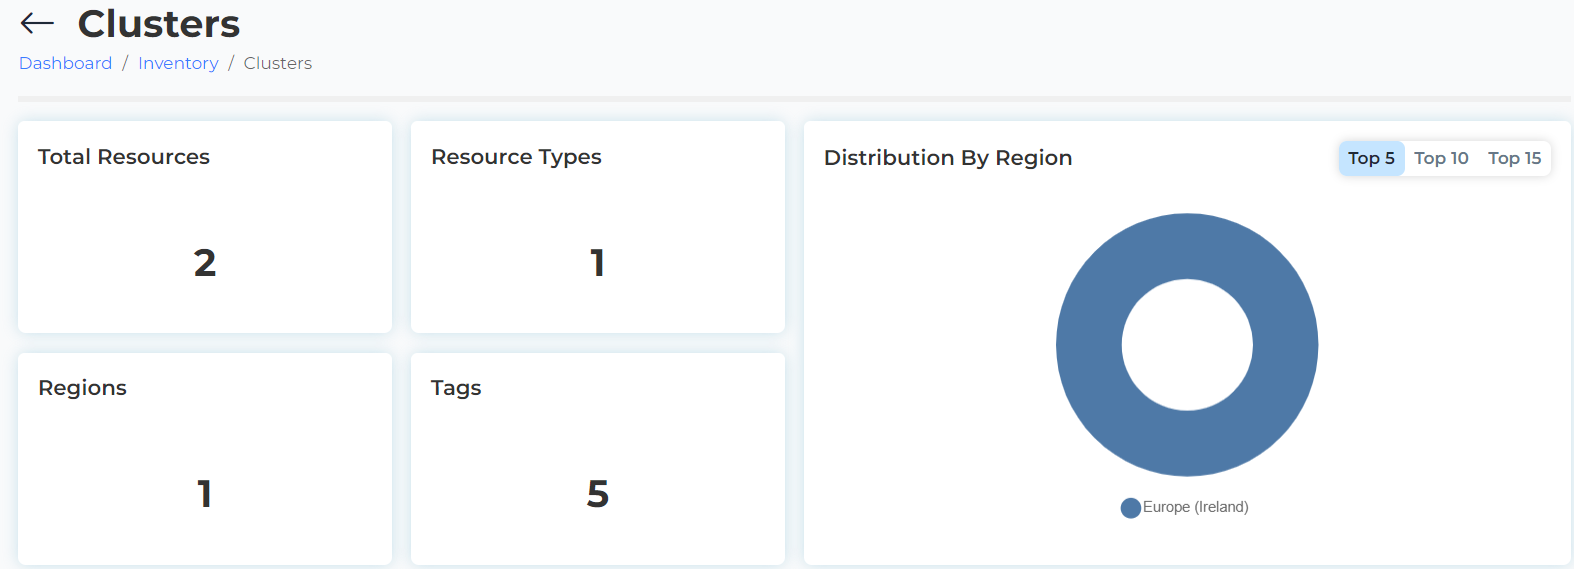 Clusters
Dashboard / Inventory / Clusters
Total Resources
2
Resource Types
1
Regions
1
Tags
5
Distribution By Region
Top 5 Top 10 Top 15
Europe (Ireland)